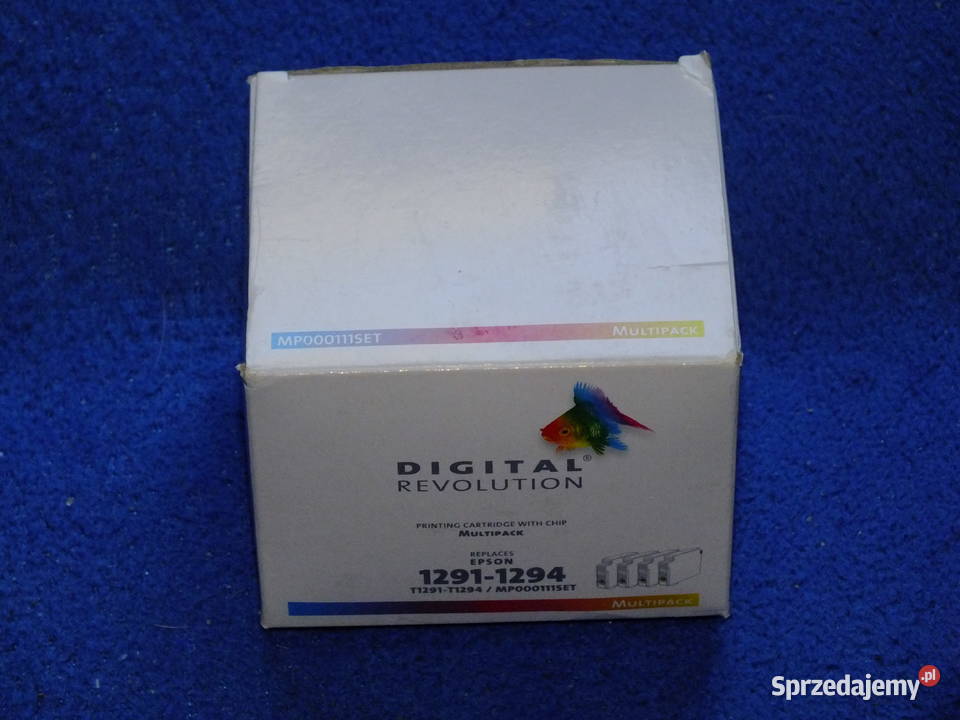 MP000111SET
MULTIPACK
DIGITAL®
REVOLUTION
PRINTING CARTRIDGE WITH CHIP
MULTIPACK
REPLACES
EPSON
1291-1294
T1291-T1294 / MP000111SET
MULTIPACK
Sprzedajemy.pl